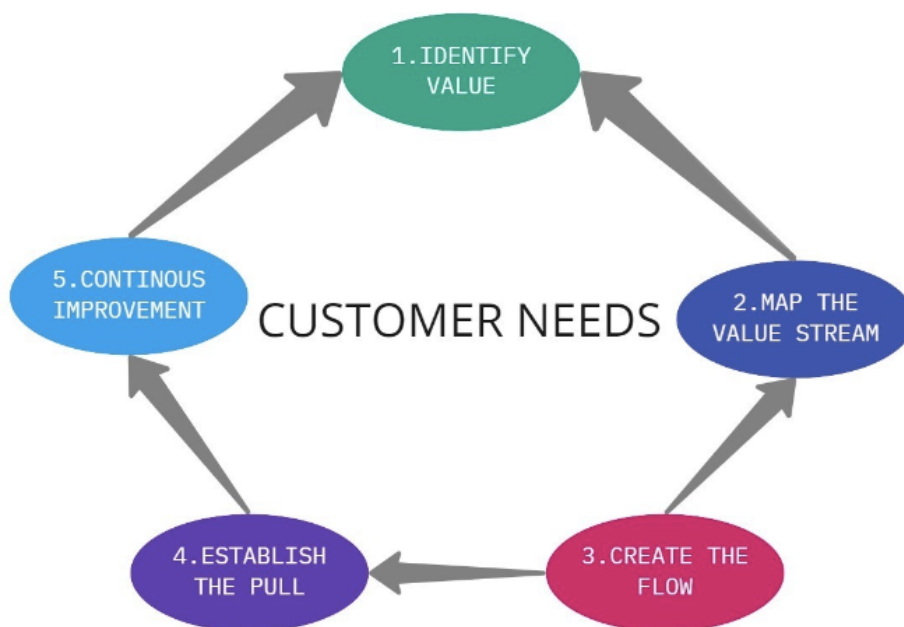 1.IDENTIFY
VALUE
2.MAP THE
VALUE STREAM
3.CREATE THE
FLOW
4.ESTABLISH
THE PULL
5.CONTINOUS
IMPROVEMENT
CUSTOMER NEEDS